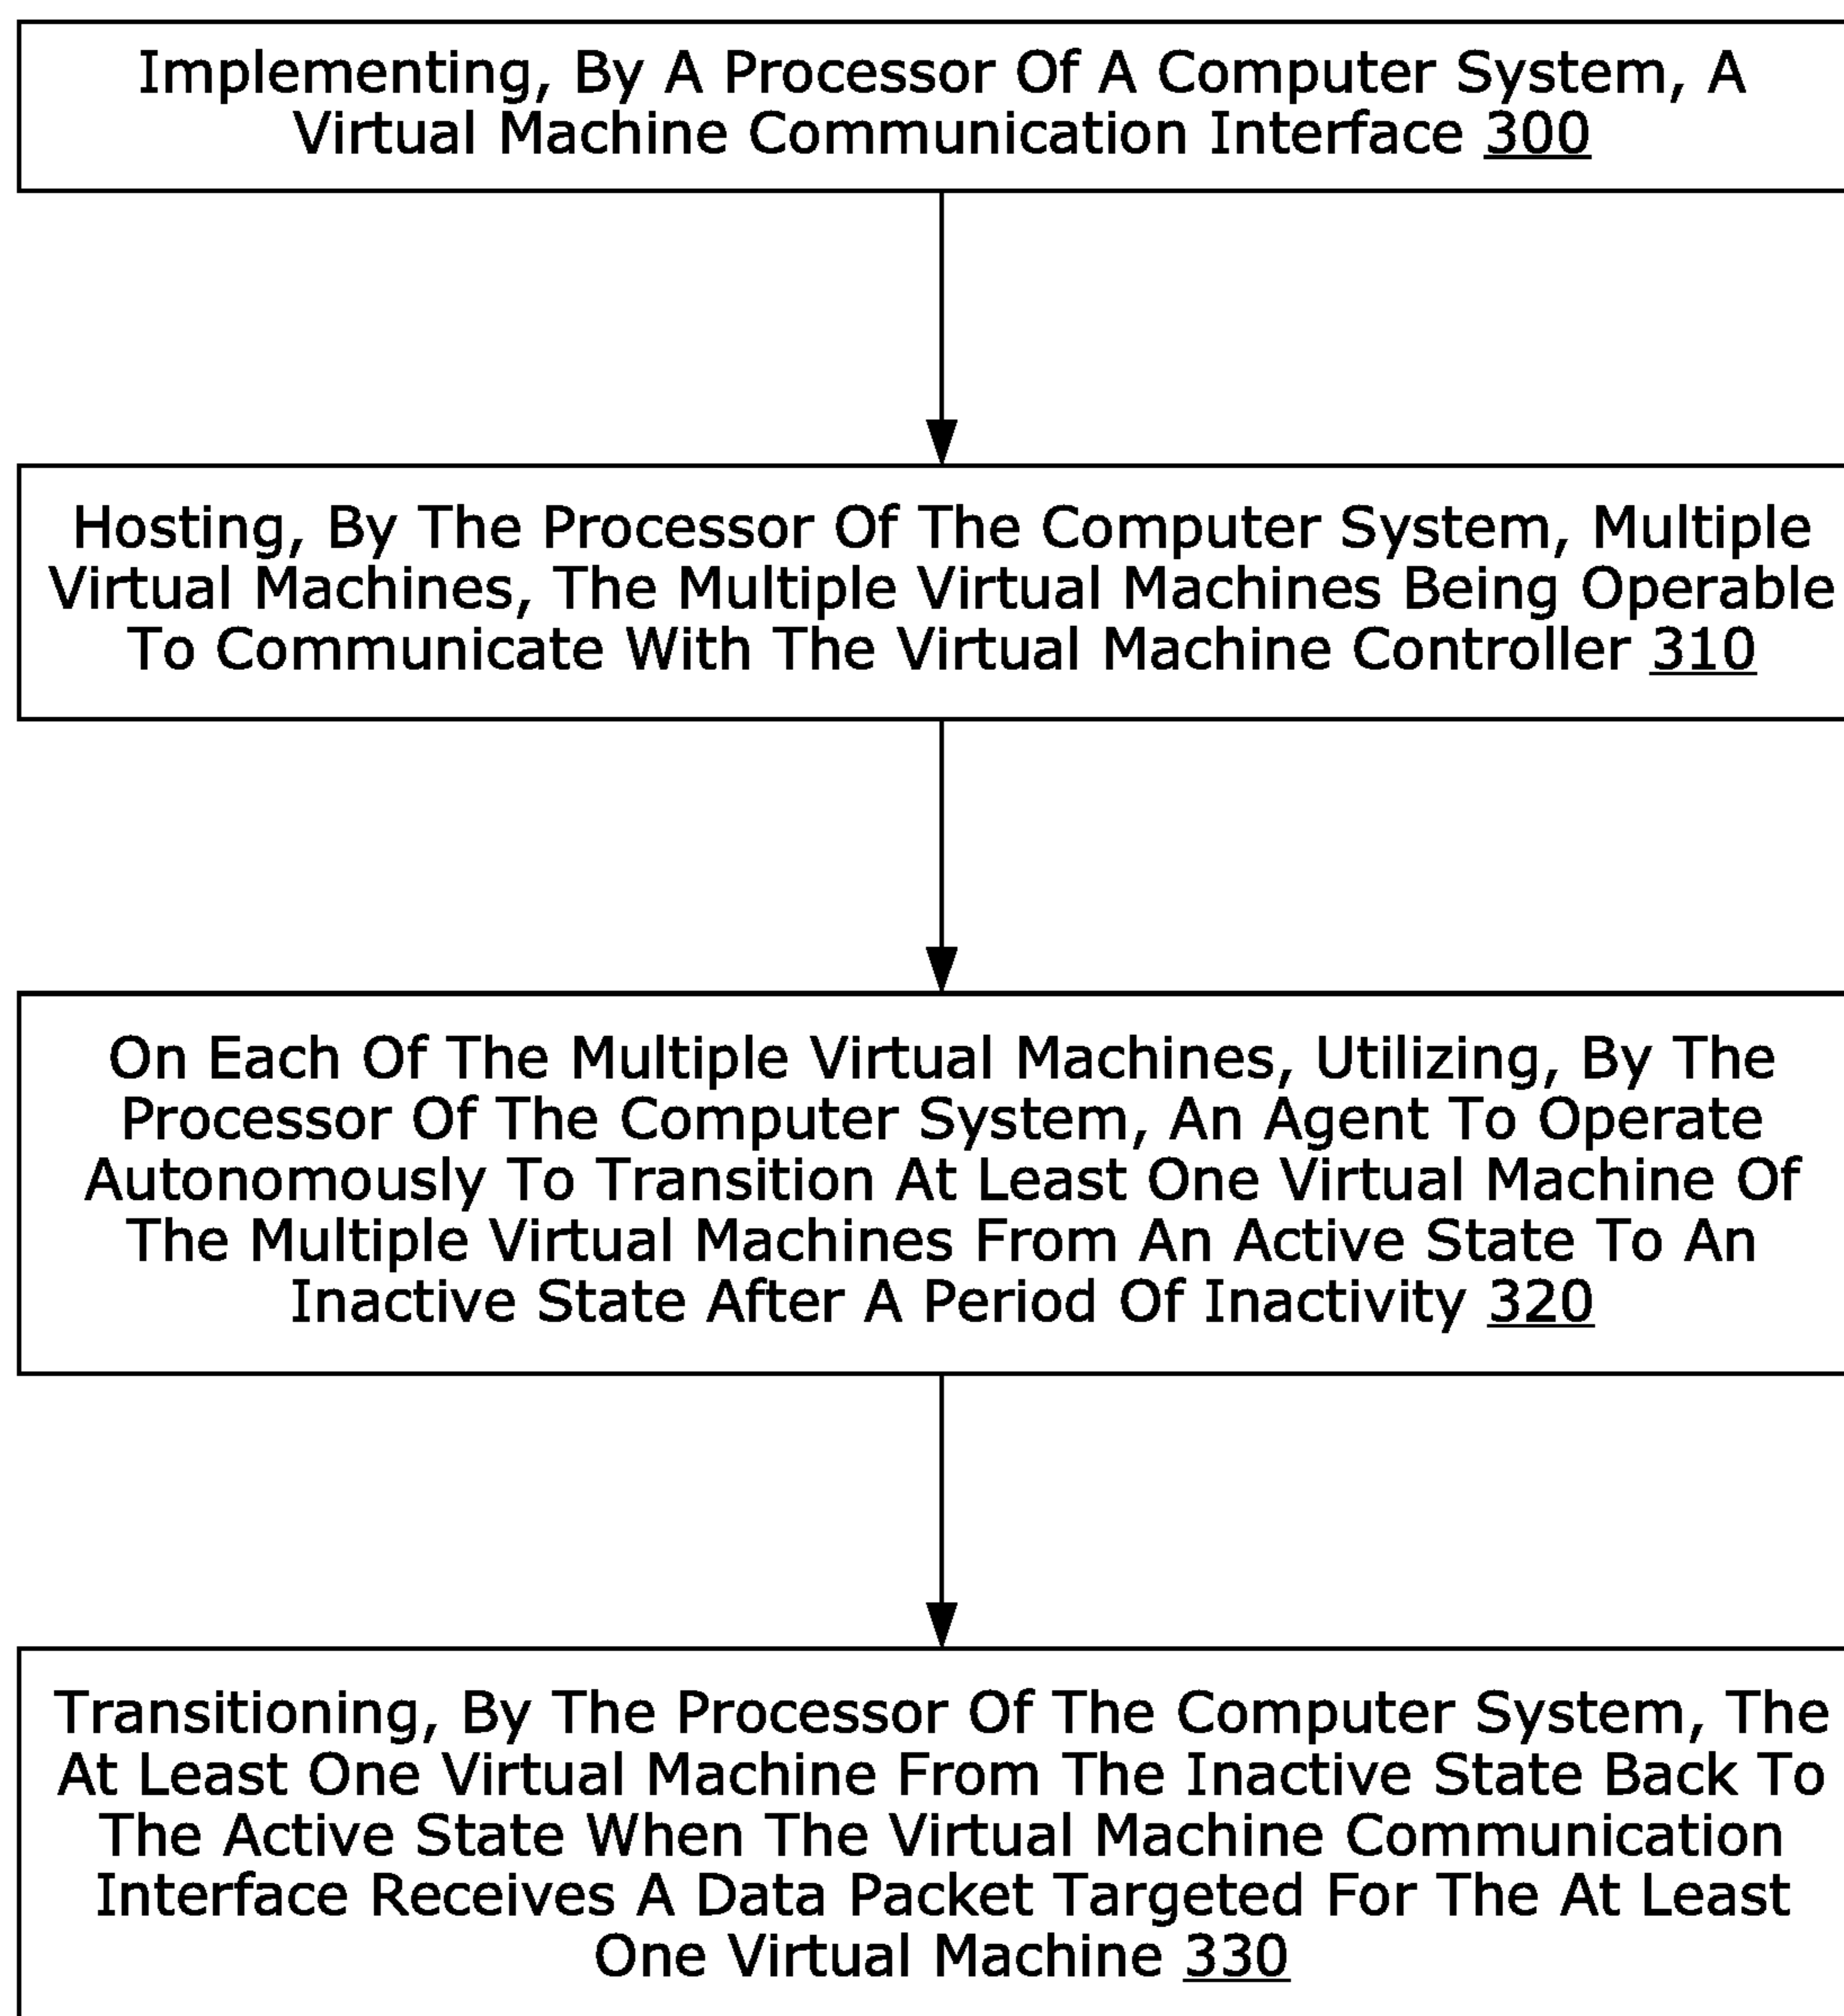 Implementing, By A Processor Of A Computer System, A
Virtual Machine Communication Interface 300
Hosting, By The Processor Of The Computer System, Multiple
Virtual Machines, The Multiple Virtual Machines Being Operable
To Communicate With The Virtual Machine Controller 310
On Each Of The Multiple Virtual Machines, Utilizing, By The
Processor Of The Computer System, An Agent To Operate
Autonomously To Transition At Least One Virtual Machine Of
The Multiple Virtual Machines From An Active State To An
Inactive State After A Period Of Inactivity 320
Transitioning, By The Processor Of The Computer System, The
At Least One Virtual Machine From The Inactive State Back To
The Active State When The Virtual Machine Communication
Interface Receives A Data Packet Targeted For The At Least
One Virtual Machine 330